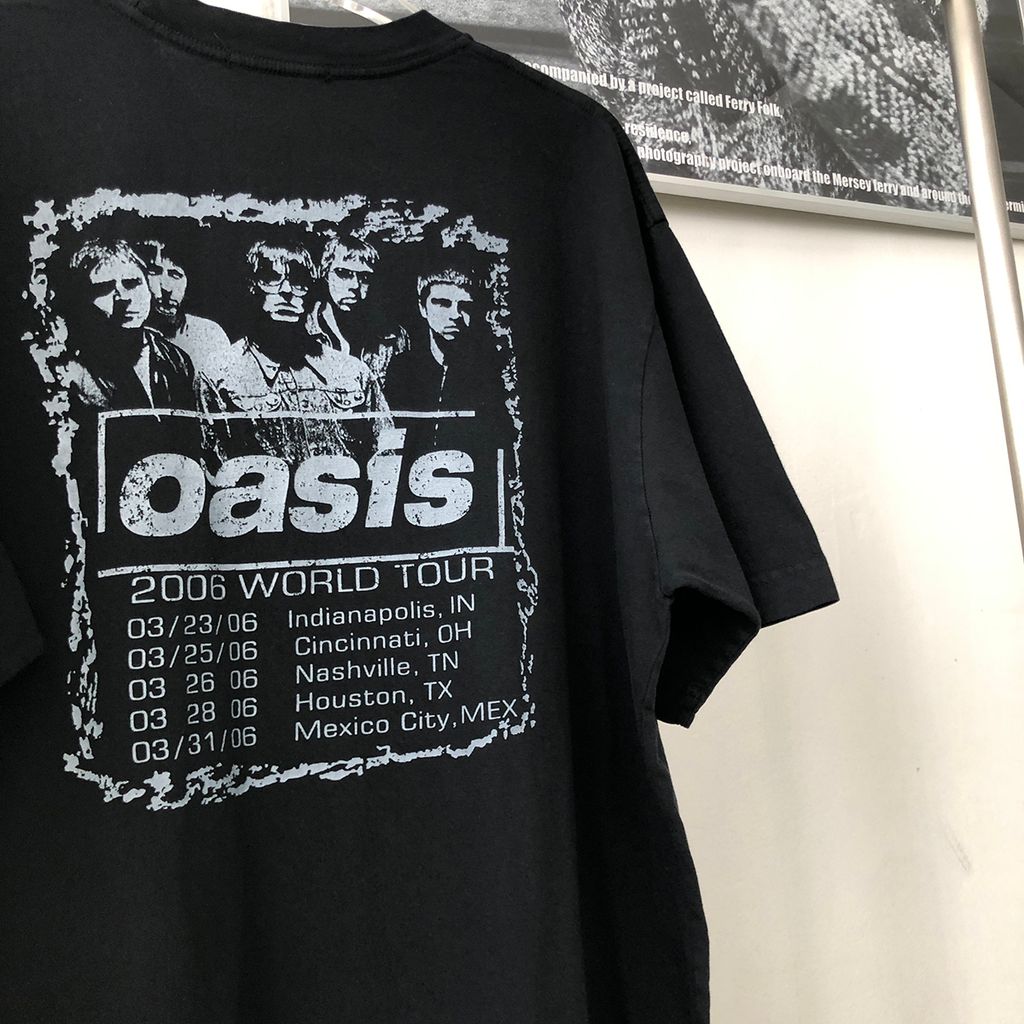 accompanied by a project called Ferry Folk,
residence,
photography project onboard the Mersey ferry and around the
oasis
2006 WORLD TOUR
03/23/06 Indianapolis, IN
03/25/06 Cincinnati, OH
03 26 06 Nashville, TN
03 28 06 Houston, TX
03/31/06 Mexico City, MEX